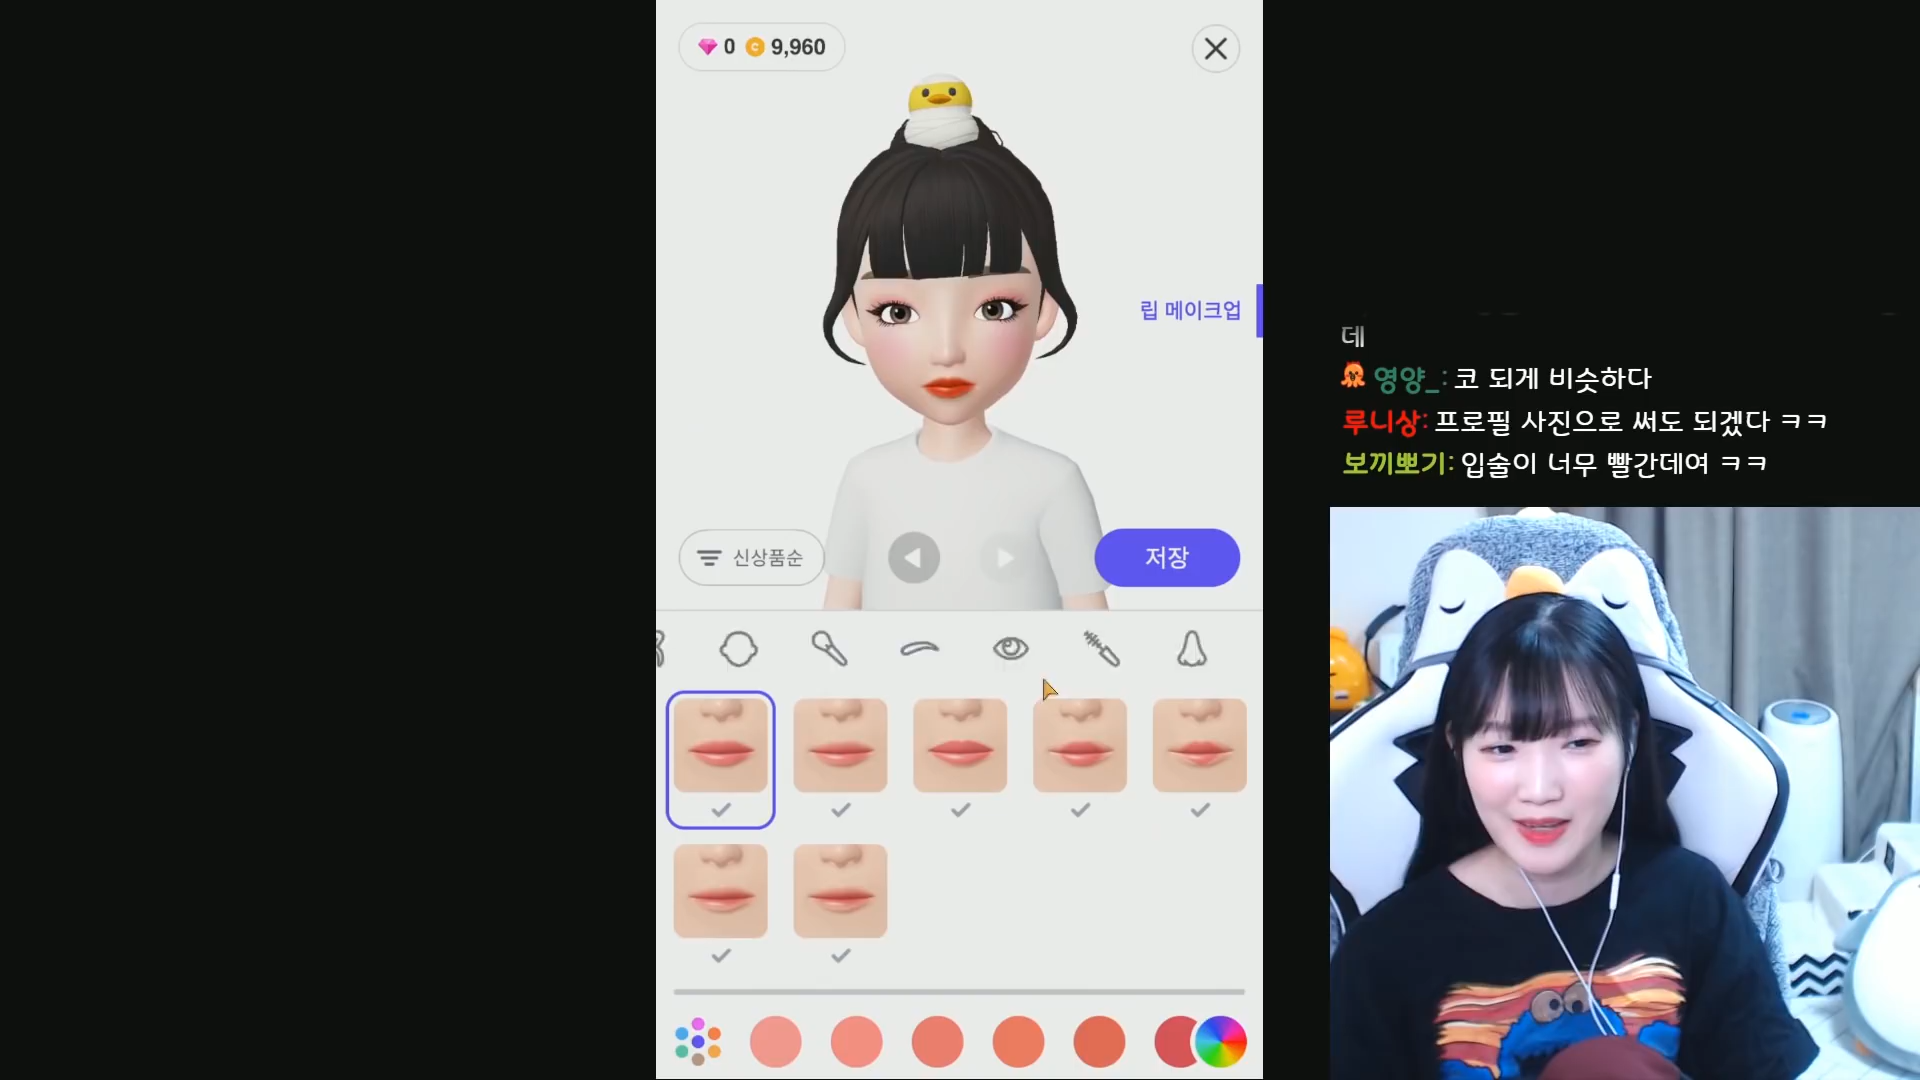 0 9,960
립 메이크업
신상품순
저장
데
영양_: 코 되게 비슷하다
루니상: 프로필 사진으로 써도 되겠다 ㅋㅋ
보끼뽀기: 입술이 너무 빨간데여 ㅋㅋ